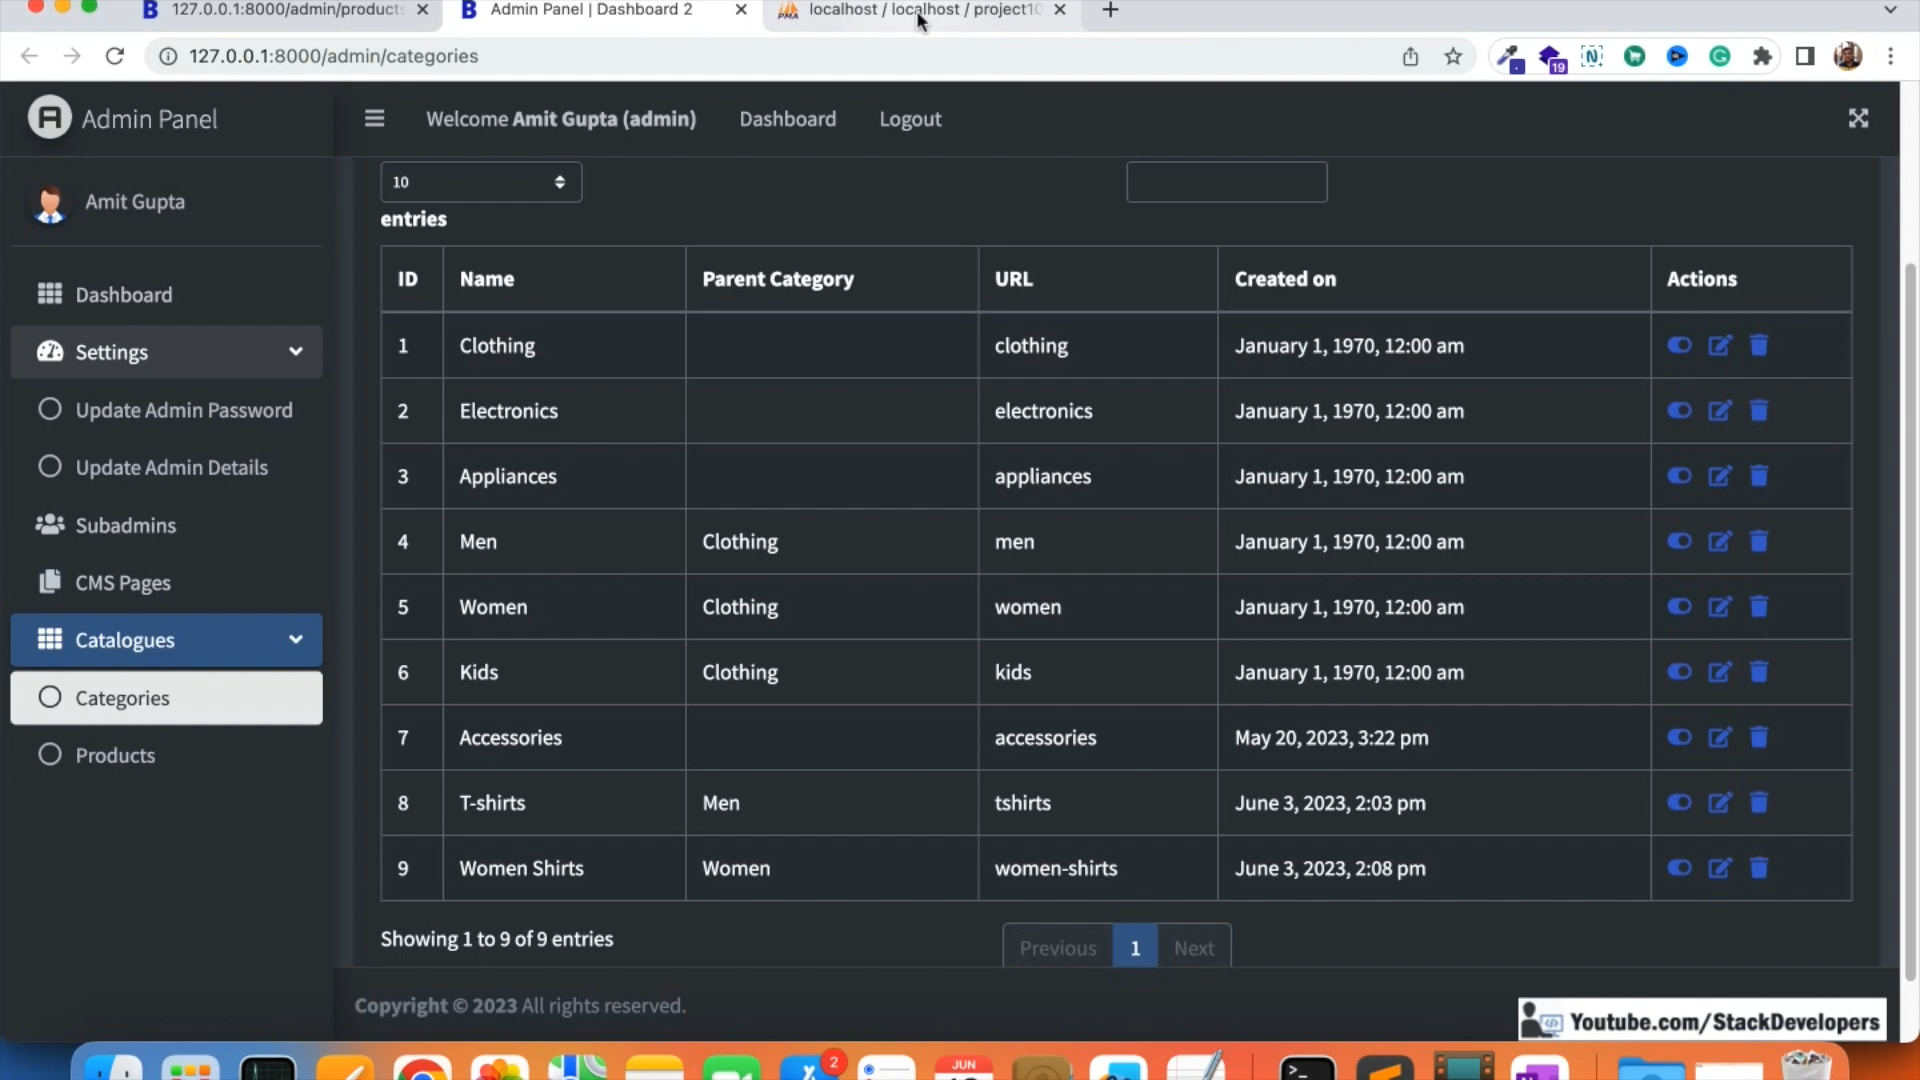 127.0.0.1:8000/admin/products
Admin Panel | Dashboard 2
localhost / localhost / project10
127.0.0.1:8000/admin/categories
19
Admin Panel
Welcome Amit Gupta (admin)
Dashboard
Logout
Amit Gupta
10
entries
ID Name Parent Category URL Created on Actions
1 Clothing clothing January 1, 1970, 12:00 am
2 Electronics electronics January 1, 1970, 12:00 am
3 Appliances appliances January 1, 1970, 12:00 am
4 Men Clothing men January 1, 1970, 12:00 am
5 Women Clothing women January 1, 1970, 12:00 am
6 Kids Clothing kids January 1, 1970, 12:00 am
7 Accessories accessories May 20, 2023, 3:22 pm
8 T-shirts Men tshirts June 3, 2023, 2:03 pm
9 Women Shirts Women women-shirts June 3, 2023, 2:08 pm
Dashboard
Settings
Update Admin Password
Update Admin Details
Subadmins
CMS Pages
Catalogues
Categories
Products
Showing 1 to 9 of 9 entries
Previous 1 Next
Copyright © 2023 All rights reserved.
Youtube.com/StackDevelopers
2
JUN